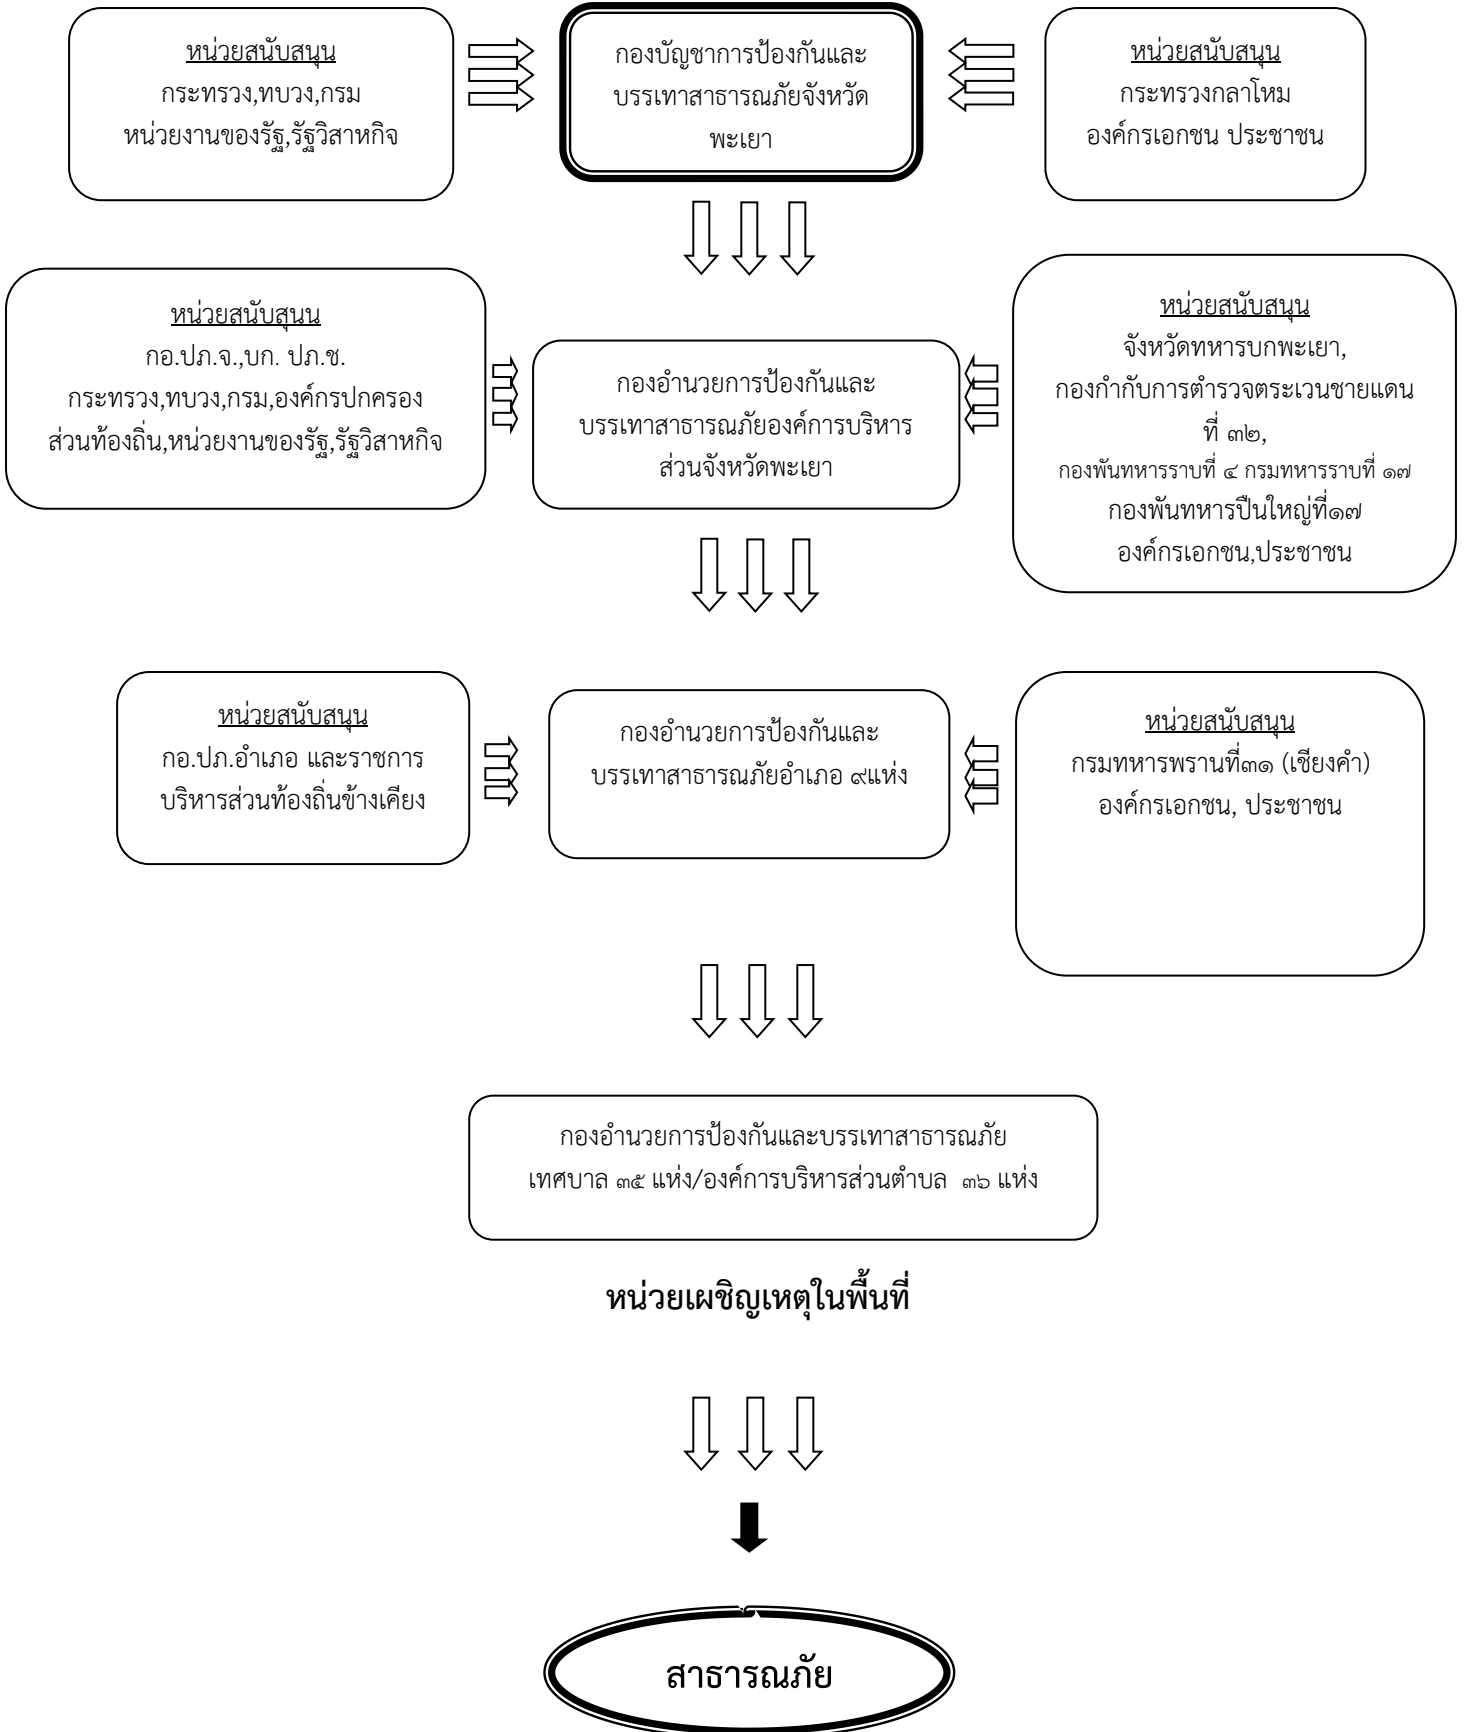 หน่วยสนับสนุน
กระทรวง,ทบวง,กรม
หน่วยงานของรัฐ,รัฐวิสาหกิจ
กองบัญชาการป้องกันและ
บรรเทาสาธารณภัยจังหวัด
พะเยา
หน่วยสนับสนุน
กระทรวงกลาโหม
องค์กรเอกชน ประชาชน
หน่วยสนับสุนน
กอ.ปภ.จ.,บก. ปภ.ช.
กระทรวง,ทบวง,กรม,องค์กรปกครอง
ส่วนท้องถิ่น,หน่วยงานของรัฐ,รัฐวิสาหกิจ
กองอำนวยการป้องกันและ
บรรเทาสาธารณภัยองค์การบริหาร
ส่วนจังหวัดพะเยา
หน่วยสนับสนุน
จังหวัดทหารบกพะเยา,
กองกำกับการตำรวจตระเวนชายแดน
ที่ ๓๒,
กองพันทหารราบที่ ๔ กรมทหารราบที่ ๑๗
กองพันทหารปืนใหญ่ที่๑๗
องค์กรเอกชน,ประชาชน
หน่วยสนับสนุน
กอ.ปภ.อำเภอ และราชการ
บริหารส่วนท้องถิ่นข้างเคียง
กองอำนวยการป้องกันและ
บรรเทาสาธารณภัยอำเภอ ๙แห่ง
หน่วยสนับสนุน
กรมทหารพรานที่๓๑ (เชียงคำ)
องค์กรเอกชน, ประชาชน
กองอำนวยการป้องกันและบรรเทาสาธารณภัย
เทศบาล ๓๕ แห่ง/องค์การบริหารส่วนตำบล ๓๖ แห่ง
หน่วยเผชิญเหตุในพื้นที่
สาธารณภัย